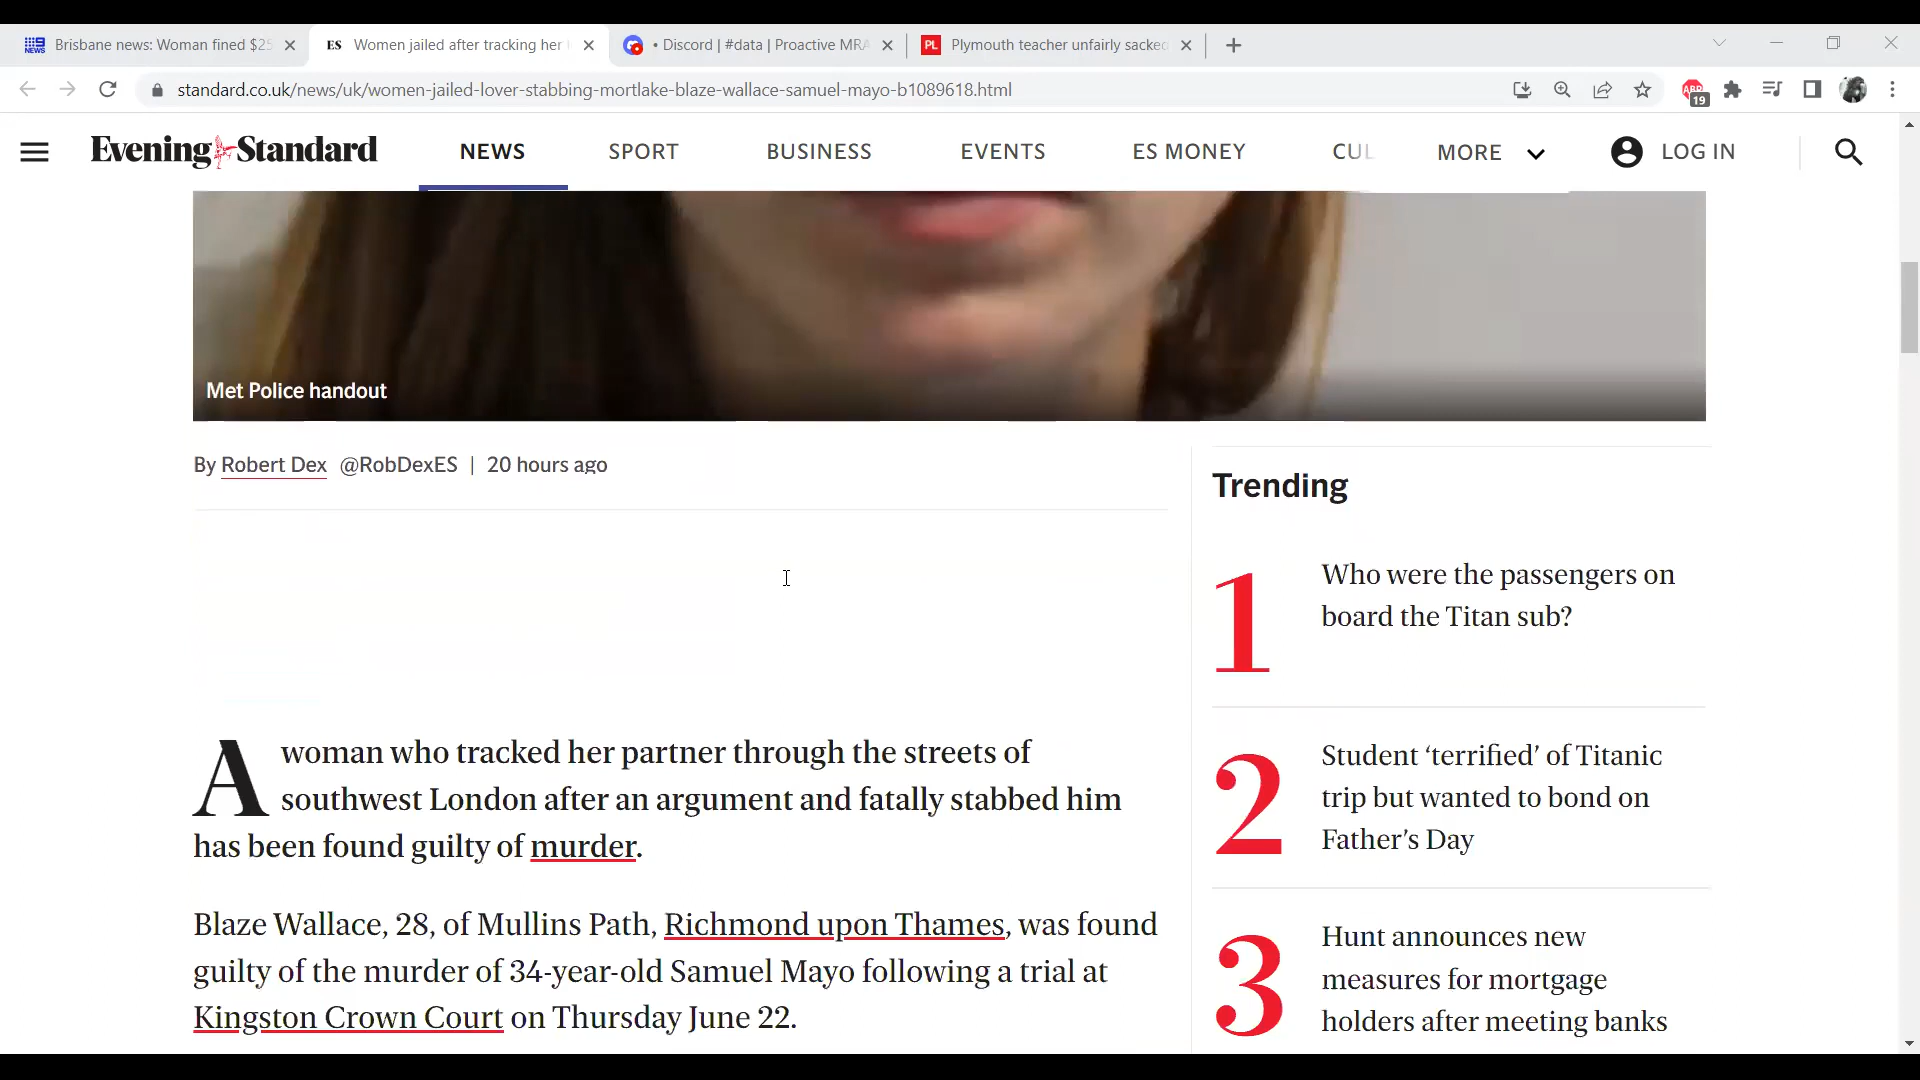 Brisbane news: Woman fined $25
ES Women jailed after tracking her
• Discord | #data | Proactive MRA
PL Plymouth teacher unfairly sacked
standard.co.uk/news/uk/women-jailed-lover-stabbing-mortlake-blaze-wallace-samuel-mayo-b1089618.html
19
Evening Standard
NEWS
SPORT
BUSINESS
EVENTS
ES MONEY
CUL
MORE
LOG IN
Met Police handout
By Robert Dex @RobDexES | 20 hours ago
A woman who tracked her partner through the streets of
southwest London after an argument and fatally stabbed him
has been found guilty of murder.
Blaze Wallace, 28, of Mullins Path, Richmond upon Thames, was found
guilty of the murder of 34-year-old Samuel Mayo following a trial at
Kingston Crown Court on Thursday June 22.
Trending
1 Who were the passengers on
board the Titan sub?
2 Student ‘terrified’ of Titanic
trip but wanted to bond on
Father’s Day
3 Hunt announces new
measures for mortgage
holders after meeting banks